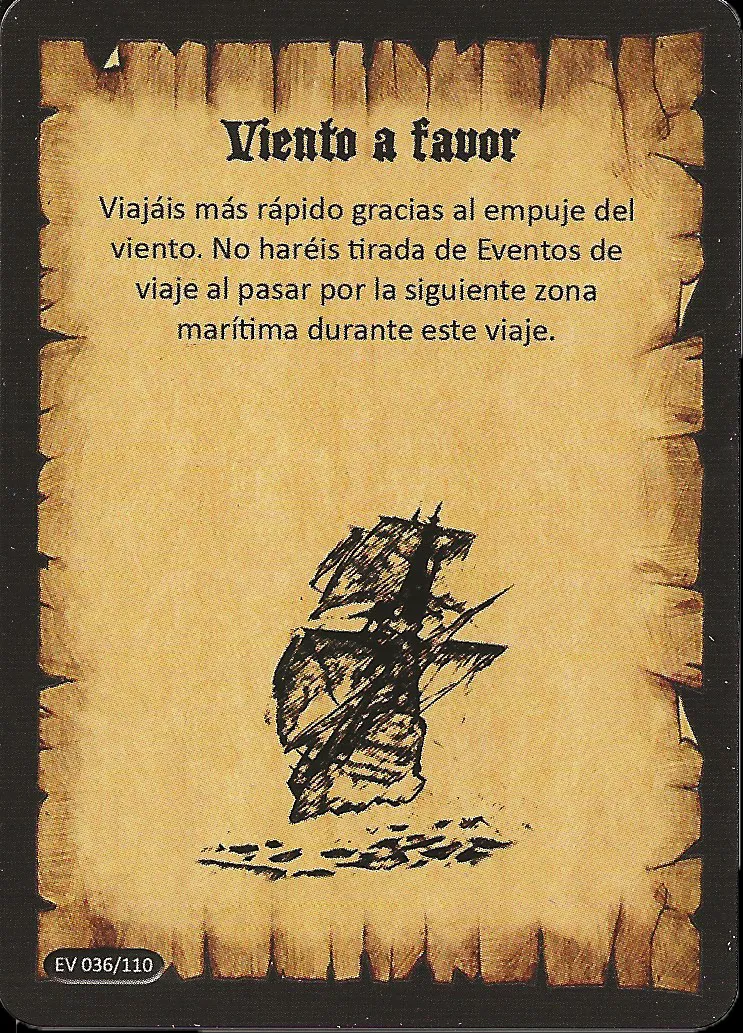 Viento a favor
Viajáis más rápido gracias al empuje del
viento. No haréis tirada de Eventos de
viaje al pasar por la siguiente zona
marítima durante este viaje.
EV 036/110